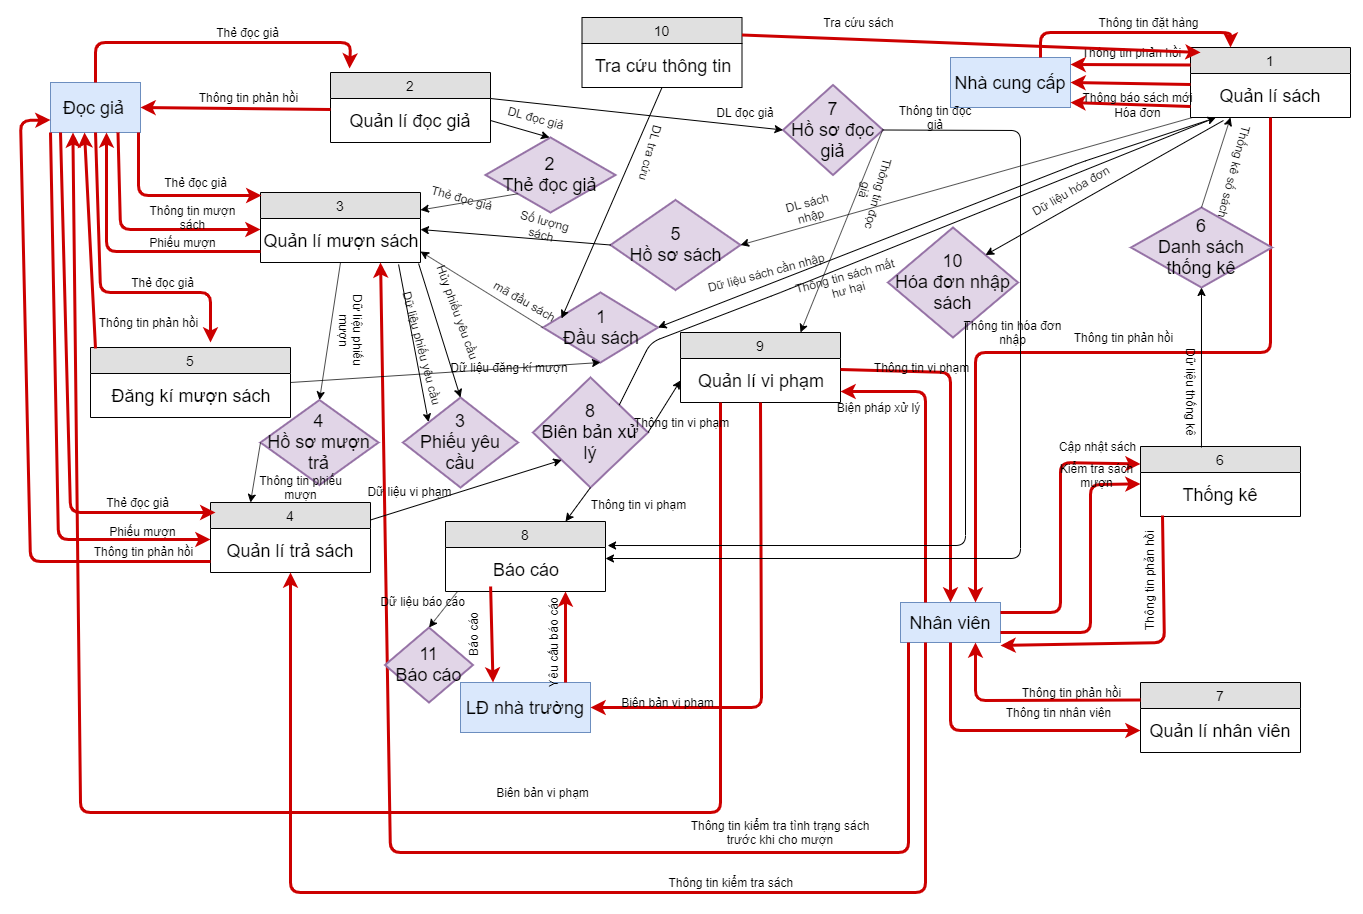 Thẻ đọc giả
Tra cứu sách
Thông tin đặt hàng
10
Tra cứu thông tin
Thông tin phản hồi
1
Quản lí sách
Nhà cung cấp
Thông báo sách mới
Hóa đơn
Đọc giả
Thông tin phản hồi
2
Quản lí đọc giả
DL đọc giả
DL đọc giả
7
Hồ sơ đọc
giả
Thông tin đọc
giả
DL tra cứu
2
Thẻ đọc giả
Thông tin đọc
giả
Thống kê số sách
Thẻ đọc giả
Thẻ đọc giả
3
Quản lí mượn sách
Thông tin mượn
sách
Phiếu mượn
Số lượng
sách
5
Hồ sơ sách
DL sách
nhập
Dữ liệu hóa đơn
6
Danh sách
thống kê
Dữ liệu sách cần nhập
Thông tin sách mất
hư hại
10
Hóa đơn nhập
sách
Thẻ đọc giả
Thông tin phản hồi
mã đầu sách
1
Đầu sách
Dữ liệu phiếu
mượn
Dữ liệu phiếu yêu cầu
Hủy phiếu yêu cầu
Thông tin hóa đơn
nhập
Thông tin phản hồi
5
Đăng kí mượn sách
Dữ liệu đăng kí mượn
9
Quản lí vi phạm
Thông tin vi phạm
Biện pháp xử lý
Dữ liệu thống kê
4
Hồ sơ mượn
trả
3
Phiếu yêu
cầu
8
Biên bản xử
lý
Thông tin vi phạm
Cập nhật sách
Kiểm tra sách
mượn
6
Thống kê
Thông tin phiếu
mượn
Dữ liệu vi phạm
Thông tin vi phạm
Thẻ đọc giả
Phiếu mượn
Thông tin phản hồi
4
Quản lí trả sách
8
Báo cáo
Thông tin phản hồi
Dữ liệu báo cáo
Báo cáo
Yêu cầu báo cáo
Nhân viên
11
Báo cáo
LĐ nhà trường
Biên bản vi phạm
Thông tin phản hồi
Thông tin nhân viên
7
Quản lí nhân viên
Biên bản vi phạm
Thông tin kiểm tra tình trạng sách
trước khi cho mượn
Thông tin kiểm tra sách